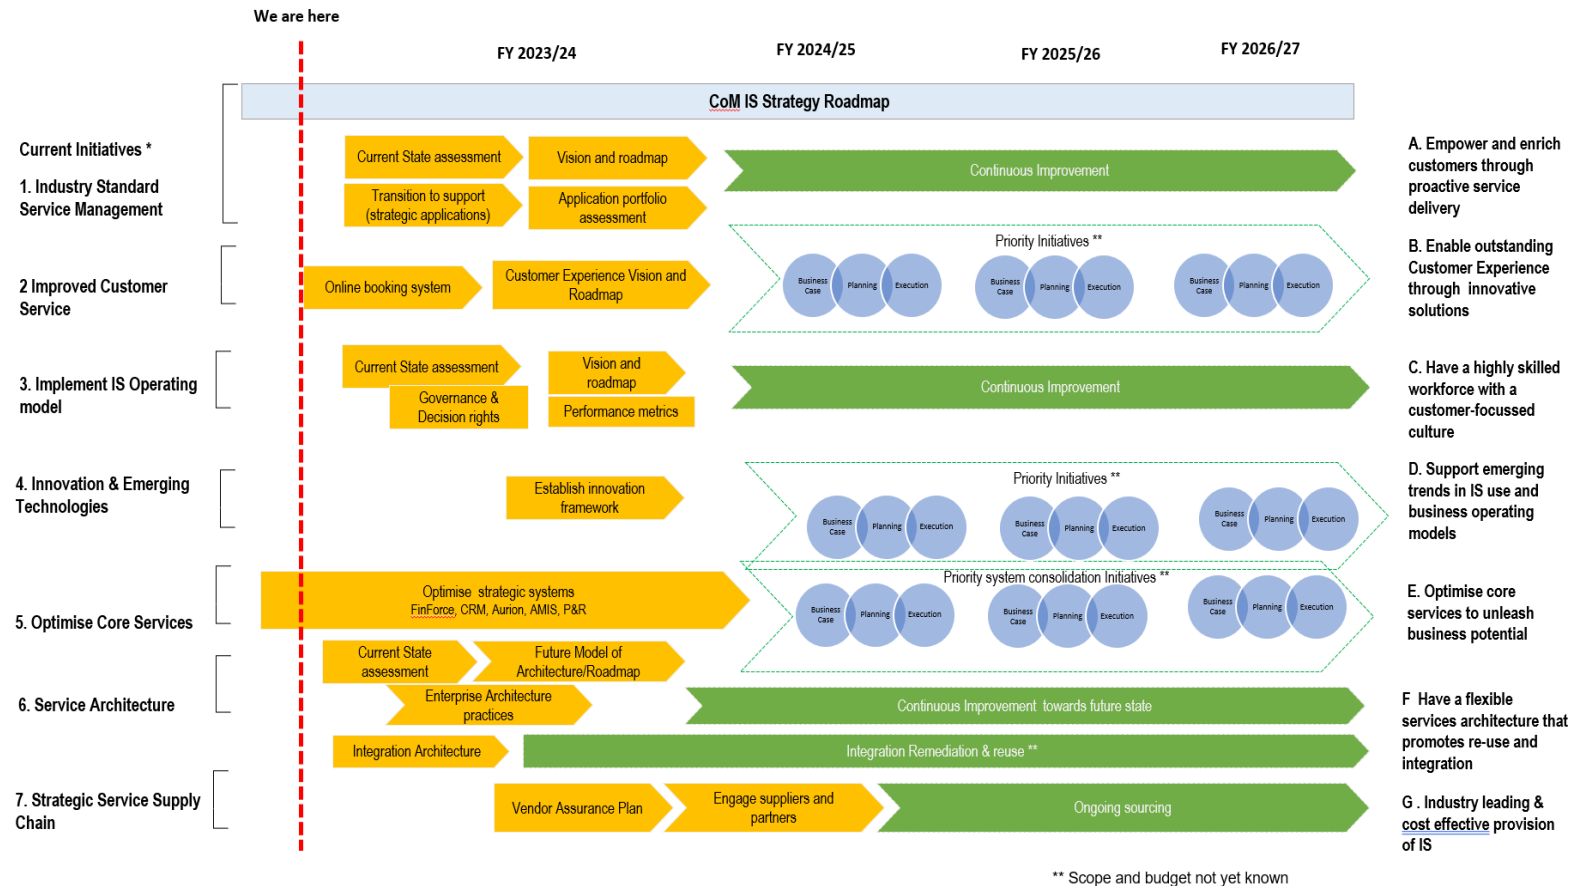 We are here
FY 2023/24
FY 2024/25
FY 2025/26
FY 2026/27
CoM IS Strategy Roadmap
Current Initiatives *
1. Industry Standard
Service Management
Current State assessment
Vision and roadmap
Transition to support
(strategic applications)
Application portfolio
assessment
Continuous Improvement
A. Empower and enrich
customers through
proactive service
delivery
2 Improved Customer
Service
Online booking system
Customer Experience Vision and
Roadmap
Priority Initiatives **
Business
Case
Planning
Execution
Business
Case
Planning
Execution
Business
Case
Planning
Execution
B. Enable outstanding
Customer Experience
through innovative
solutions
3. Implement IS Operating
model
Current State assessment
Governance &
Decision rights
Vision and
roadmap
Performance metrics
Continuous Improvement
C. Have a highly skilled
workforce with a
customer-focussed
culture
4. Innovation & Emerging
Technologies
Establish innovation
framework
Priority Initiatives **
Business
Case
Planning
Execution
Business
Case
Planning
Execution
Business
Case
Planning
Execution
D. Support emerging
trends in IS use and
business operating
models
5. Optimise Core Services
Optimise strategic systems
FinForce, CRM, Aurion, AMIS, P&R
Priority system consolidation Initiatives **
Business
Case
Planning
Execution
Business
Case
Planning
Execution
Business
Case
Planning
Execution
E. Optimise core
services to unleash
business potential
6. Service Architecture
Current State
assessment
Future Model of
Architecture/Roadmap
Enterprise Architecture
practices
Continuous Improvement towards future state
Integration Architecture
Integration Remediation & reuse **
F Have a flexible
services architecture that
promotes re-use and
integration
7. Strategic Service Supply
Chain
Vendor Assurance Plan
Engage suppliers and
partners
Ongoing sourcing
G . Industry leading &
cost effective provision
of IS
** Scope and budget not yet known